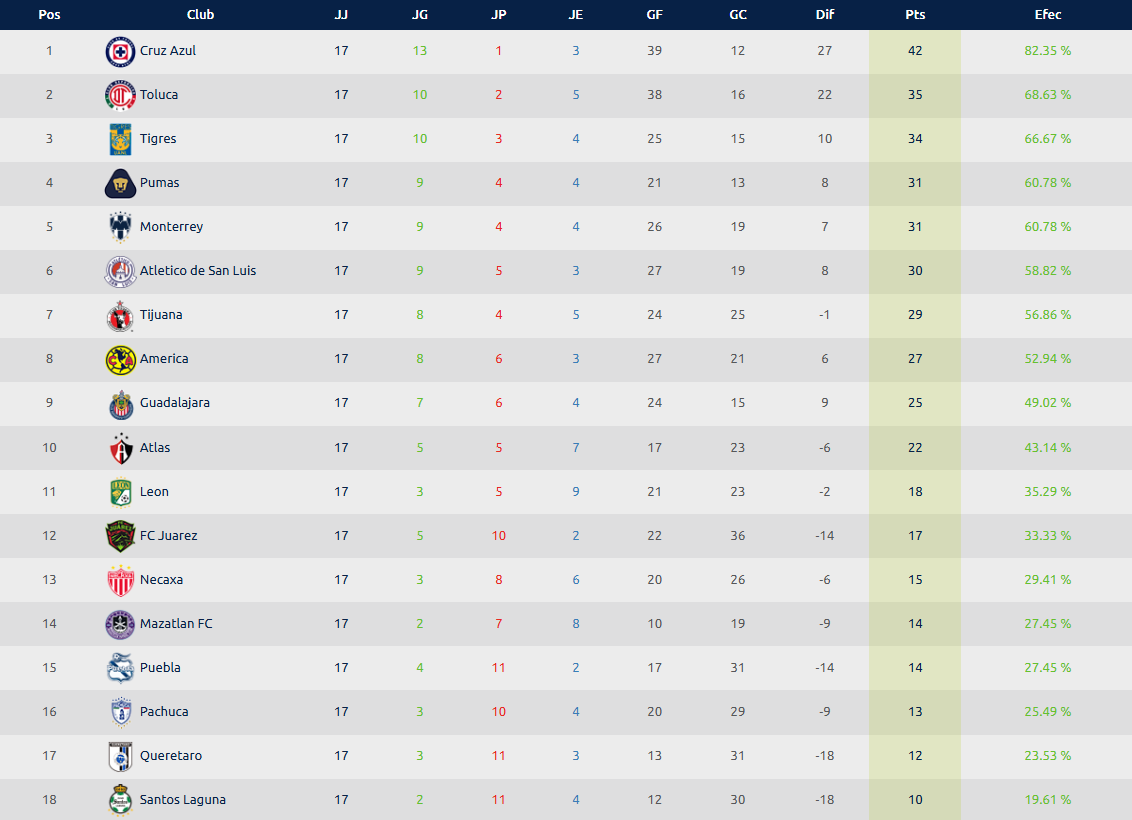 Pos Club JJ JG JP JE GF GC Dif Pts Efec
1 Cruz Azul 17 13 1 3 39 12 27 42 82.35 %
2 Toluca 17 10 2 5 38 16 22 35 68.63 %
3 Tigres 17 10 3 4 25 15 10 34 66.67 %
4 Pumas 17 9 4 4 21 13 8 31 60.78 %
5 Monterrey 17 9 4 4 26 19 7 31 60.78 %
6 Atletico de San Luis 17 9 5 3 27 19 8 30 58.82 %
7 Tijuana 17 8 4 5 24 25 -1 29 56.86 %
8 America 17 8 6 3 27 21 6 27 52.94 %
9 Guadalajara 17 7 6 4 24 15 9 25 49.02 %
10 Atlas 17 5 5 7 17 23 -6 22 43.14 %
11 Leon 17 3 5 9 21 23 -2 18 35.29 %
12 FC Juarez 17 5 10 2 22 36 -14 17 33.33 %
13 Necaxa 17 3 8 6 20 26 -6 15 29.41 %
14 Mazatlan FC 17 2 7 8 10 19 -9 14 27.45 %
15 Puebla 17 4 11 2 17 31 -14 14 27.45 %
16 Pachuca 17 3 10 4 20 29 -9 13 25.49 %
17 Queretaro 17 3 11 3 13 31 -18 12 23.53 %
18 Santos Laguna 17 2 11 4 12 30 -18 10 19.61 %